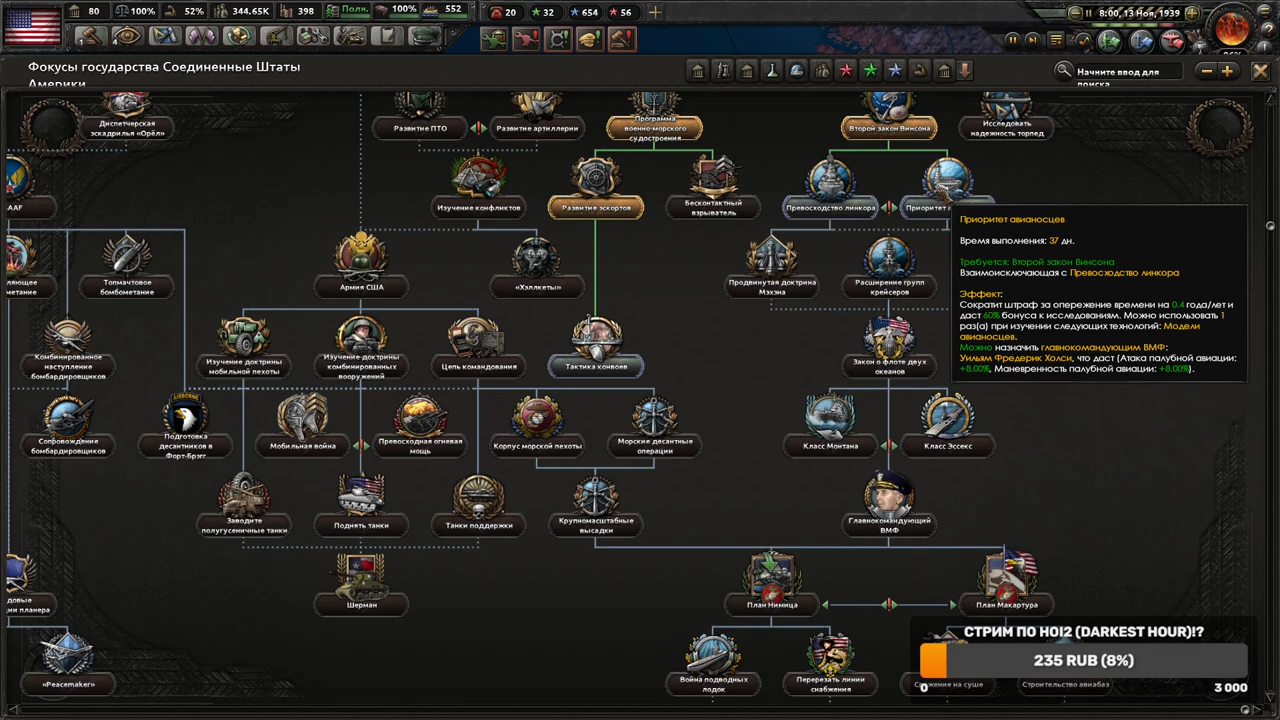 80
100%
52%
344.65K
398
Полн.
100%
552
20
32
654
56
8:00, 13 Ноя, 1939
Фокусы государства Соединенные Штаты
Америки
Начните ввод для
поиска
Диспетчерская
эскадрилья «Орёл»
Развитие ПТО
Развитие артиллерии
Программа
военно-морского
судостроения
Второй закон Винсона
Исследовать
надежность торпед
AAF
Изучение конфликтов
Развитие эскортов
Бесконтактный
взрыватель
Превосходство линкора
Приоритет
Приоритет авианосцев
Время выполнения: 37 дн.
Требуется: Второй закон Винсона
Взаимоисключающая с Превосходство линкора
Эффект:
Сократит штраф за опережение времени на 0.4 года/лет и
даст 60% бонуса к исследованиям. Можно использовать 1
раз(а) при изучении следующих технологий: Модели
авианосцев.
Можно назначить главнокомандующим ВМФ:
Уильям Фредерик Холси, что даст (Атака палубной авиации:
+8.00%, Маневренность палубной авиации: +8.00%).
Топмачтовое
бомбометание
Армия США
«Хэллкеты»
Продвинутая доктрина
Мэхэна
Расширение групп
крейсеров
Комбинированное
наступление
бомбардировщиков
Изучение доктрины
мобильной пехоты
Изучение доктрины
комбинированных
вооружений
Цепь командования
Тактика конвоев
Закон о флоте двух
океанов
Сопровождение
бомбардировщиков
AIRBORNE
Подготовка
десантников в
Форт-Брэгг
Мобильная война
Превосходная огневая
мощь
Корпус морской пехоты
Морские десантные
операции
Класс Монтана
Класс Эссекс
Заводите
полугусеничные танки
Поднять танки
Танки поддержки
Крупномасштабные
высадки
Главнокомандующий
ВМФ
Шерман
План Нимица
План Макартура
«Peacemaker»
Война подводных
лодок
Перерезать линии
снабжения
Строительство авиабаз
СТРИМ ПО HOI2 (DARKEST HOUR)!?
235 RUB (8%)
0
3 000